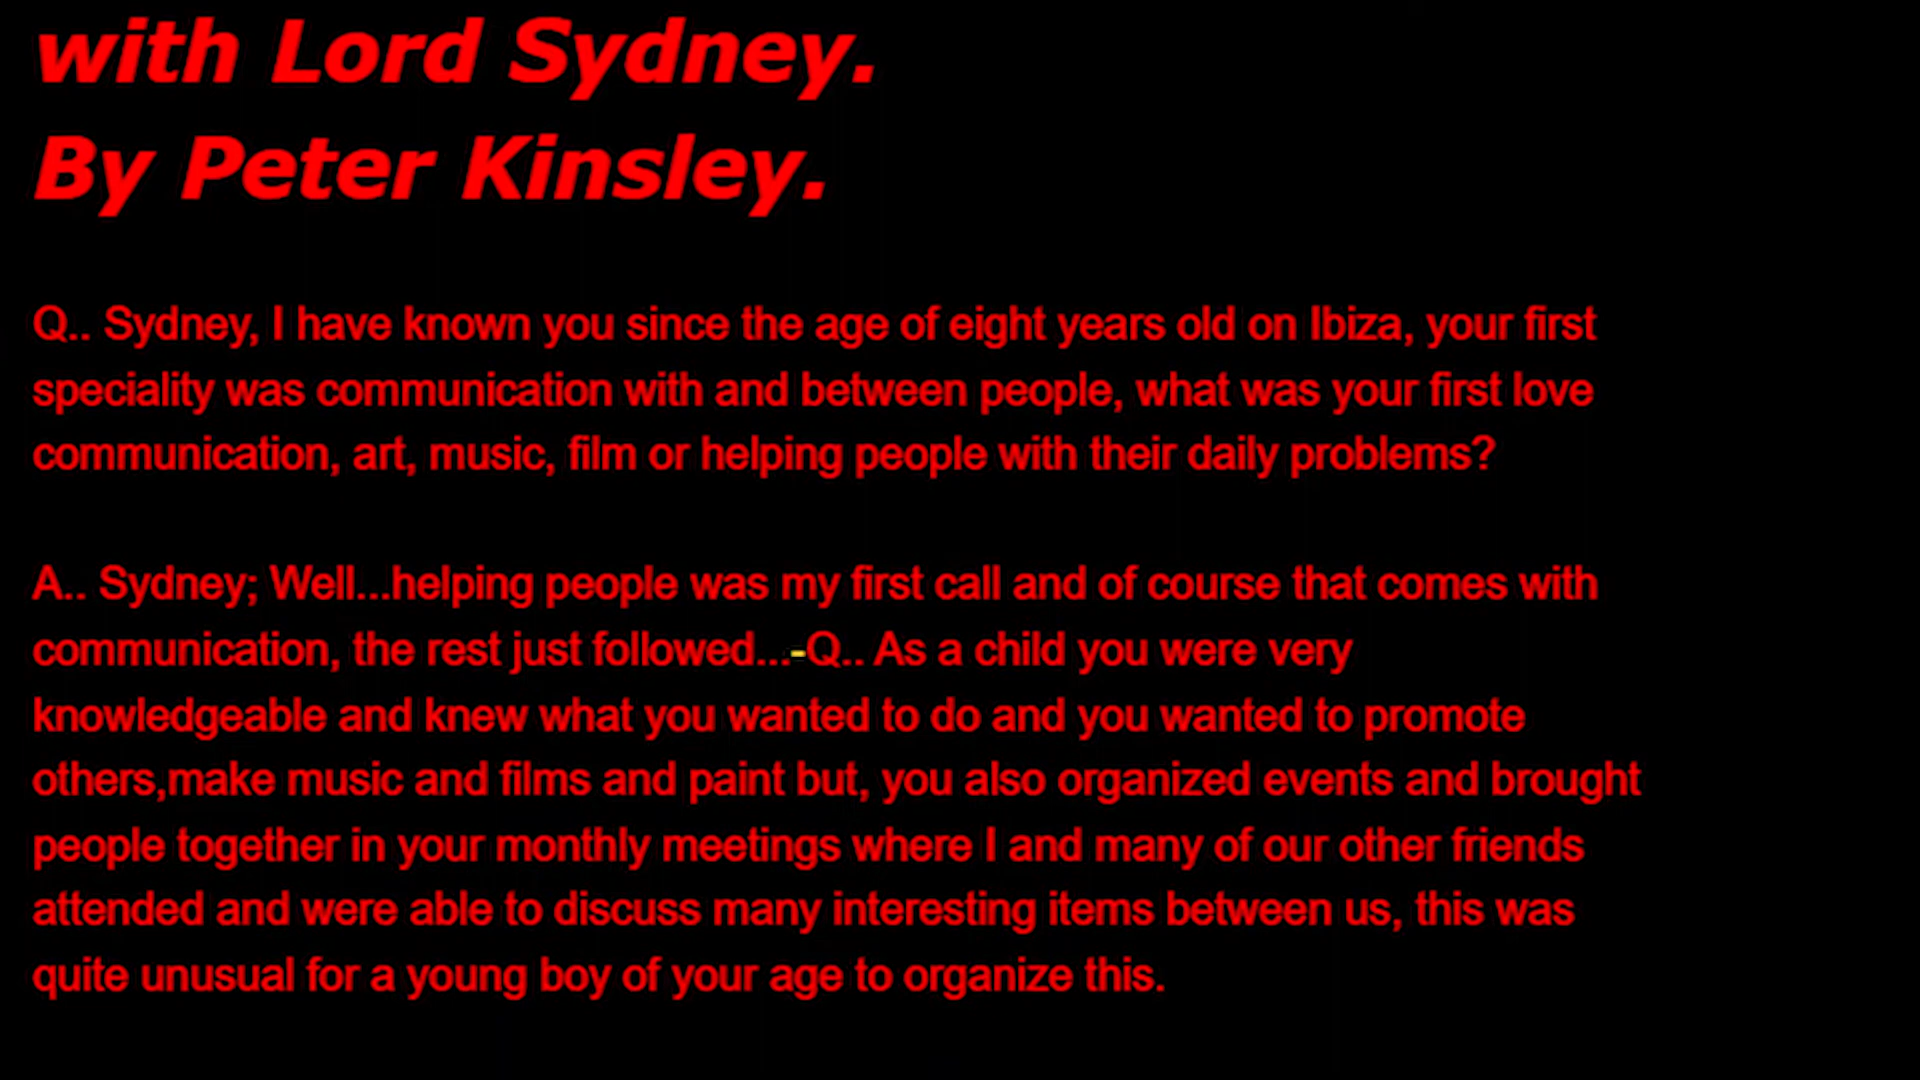 with Lord Sydney.
By Peter Kinsley.
Q.. Sydney, I have known you since the age of eight years old on Ibiza, your first
speciality was communication with and between people, what was your first love
communication, art, music, film or helping people with their daily problems?
A.. Sydney; Well...helping people was my first call and of course that comes with
communication, the rest just followed...-Q.. As a child you were very
knowledgeable and knew what you wanted to do and you wanted to promote
others,make music and films and paint but, you also organized events and brought
people together in your monthly meetings where I and many of our other friends
attended and were able to discuss many interesting items between us, this was
quite unusual for a young boy of your age to organize this.